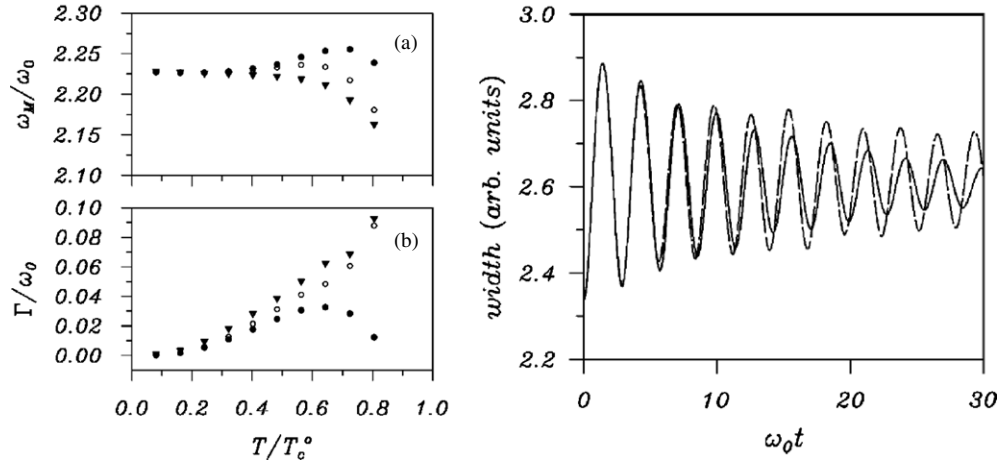 2.30
2.25
2.20
2.15
2.10
ω_M/ω_0
(a)
0.10
0.08
0.06
0.04
0.02
0.00
Γ/ω_0
(b)
0.0 0.2 0.4 0.6 0.8 1.0
T/T_c^o
3.0
2.8
2.6
2.4
2.2
width (arb. units)
0 10 20 30
ω_0t